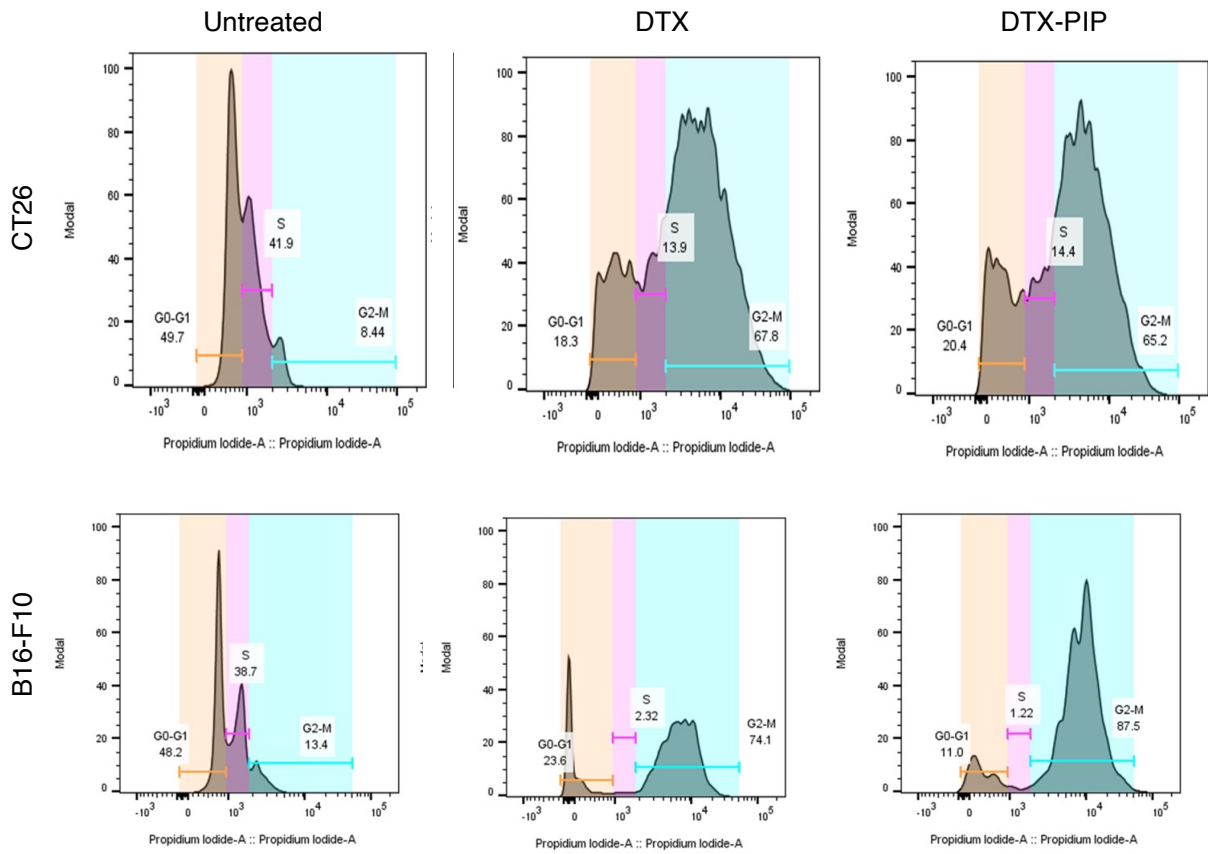 Untreated
DTX
DTX-PIP
CT26
Modal
100
80
60
40
20
0
S
41.9
G0-G1
49.7
G2-M
8.44
-10³ 0 10³ 10⁴ 10⁵
Propidium Iodide-A :: Propidium Iodide-A
Modal
100
80
60
40
20
0
S
13.9
G0-G1
18.3
G2-M
67.8
-10³ 0 10³ 10⁴ 10⁵
Propidium Iodide-A :: Propidium Iodide-A
Modal
100
80
60
40
20
0
S
14.4
G0-G1
20.4
G2-M
65.2
-10³ 0 10³ 10⁴ 10⁵
Propidium Iodide-A :: Propidium Iodide-A
B16-F10
Modal
100
80
60
40
20
0
S
38.7
G0-G1
48.2
G2-M
13.4
-10³ 0 10³ 10⁴ 10⁵
Propidium Iodide-A :: Propidium Iodide-A
Modal
100
80
60
40
20
0
S
2.32
G0-G1
23.6
G2-M
74.1
-10³ 0 10³ 10⁴ 10⁵
Propidium Iodide-A :: Propidium Iodide-A
Modal
100
80
60
40
20
0
S
1.22
G0-G1
11.0
G2-M
87.5
-10³ 0 10³ 10⁴ 10⁵
Propidium Iodide-A :: Propidium Iodide-A